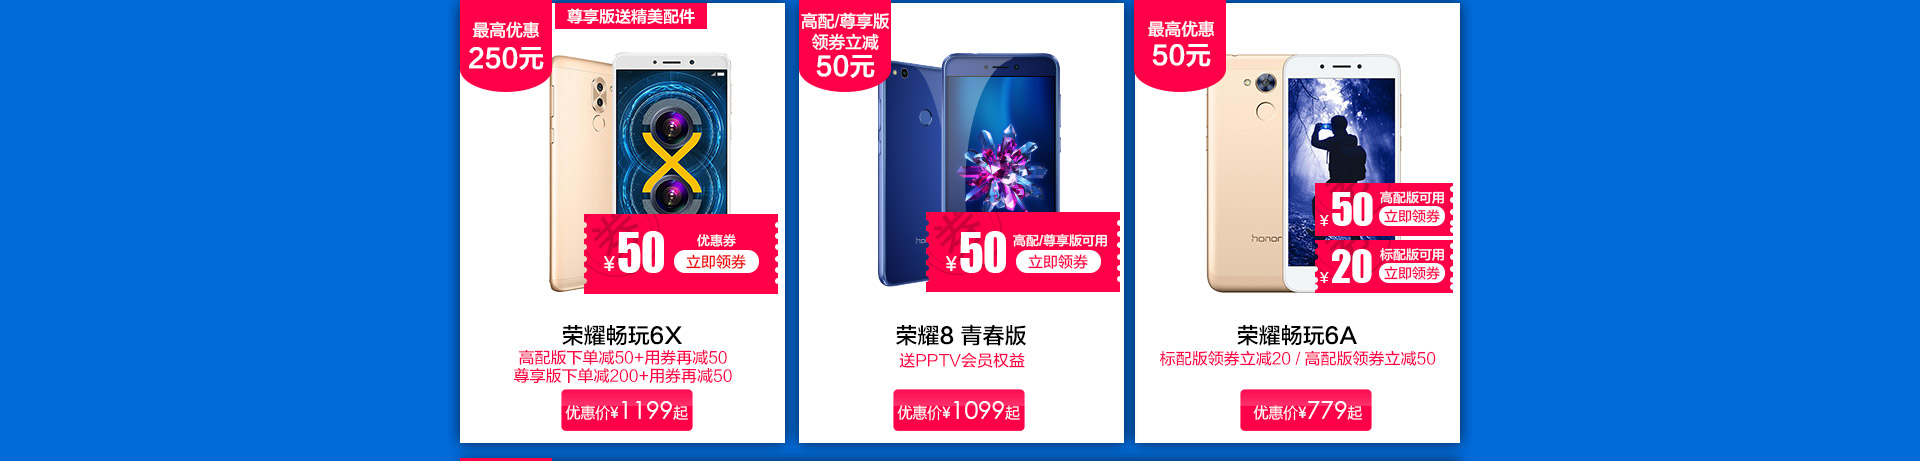 最高优惠
250元
尊享版送精美配件
¥50
优惠券
立即领券
荣耀畅玩6X
高配版下单减50+用券再减50
尊享版下单减200+用券再减50
优惠价¥1199起
高配/尊享版
领券立减
50元
¥50
高配/尊享版可用
立即领券
荣耀8 青春版
送PPTV会员权益
优惠价¥1099起
最高优惠
50元
honor
¥50
高配版可用
立即领券
¥20
标配版可用
立即领券
荣耀畅玩6A
标配版领券立减20 / 高配版领券立减50
优惠价¥779起